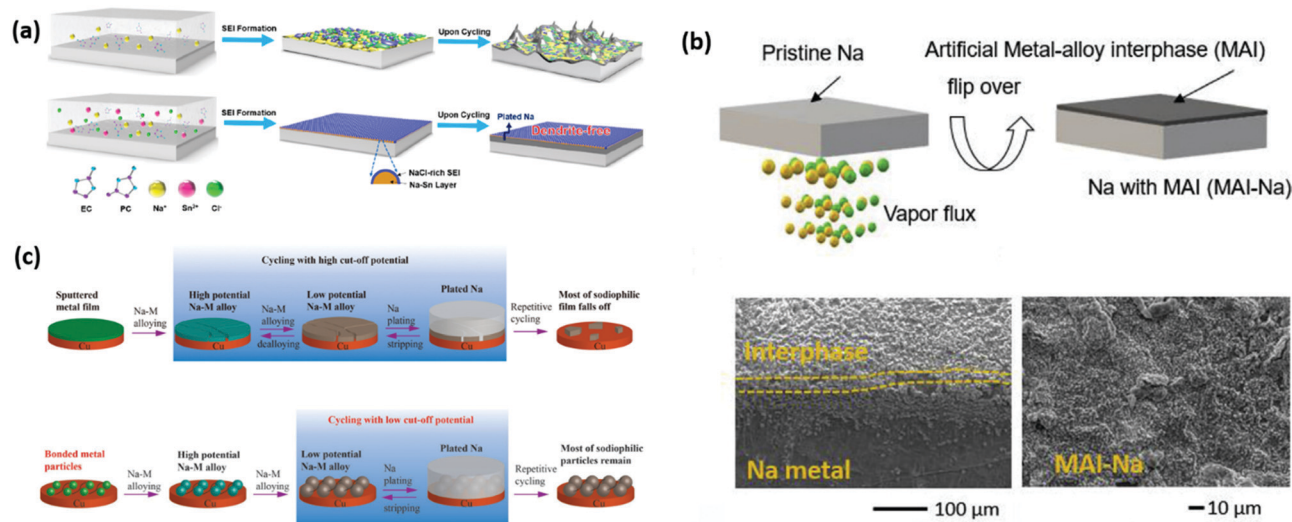 (a)
SEI Formation
Upon Cycling
SEI Formation
Upon Cycling
Plated Na
Dendrite-free
NaCl-rich SEI
Na-Sn Layer
EC
PC
Na⁺
Sn²⁺
Cl⁻
(b)
Pristine Na
Artificial Metal-alloy interphase (MAI)
flip over
Vapor flux
Na with MAI (MAI-Na)
Interphase
Na metal
100 µm
MAI-Na
10 µm
(c)
Cycling with high cut-off potential
Sputtered
metal film
Na-M
alloying
High potential
Na-M alloy
Na-M
alloying
dealloying
Low potential
Na-M alloy
Na
plating
stripping
Plated Na
Repetitive
cycling
Most of sodiophilic
film falls off
Cu
Cu
Cu
Cu
Cu
Cycling with low cut-off potential
Bonded metal
particles
Na-M
alloying
High potential
Na-M alloy
Na-M
alloying
Low potential
Na-M alloy
Na
plating
stripping
Plated Na
Repetitive
cycling
Most of sodiophilic
particles remain
Cu
Cu
Cu
Cu
Cu